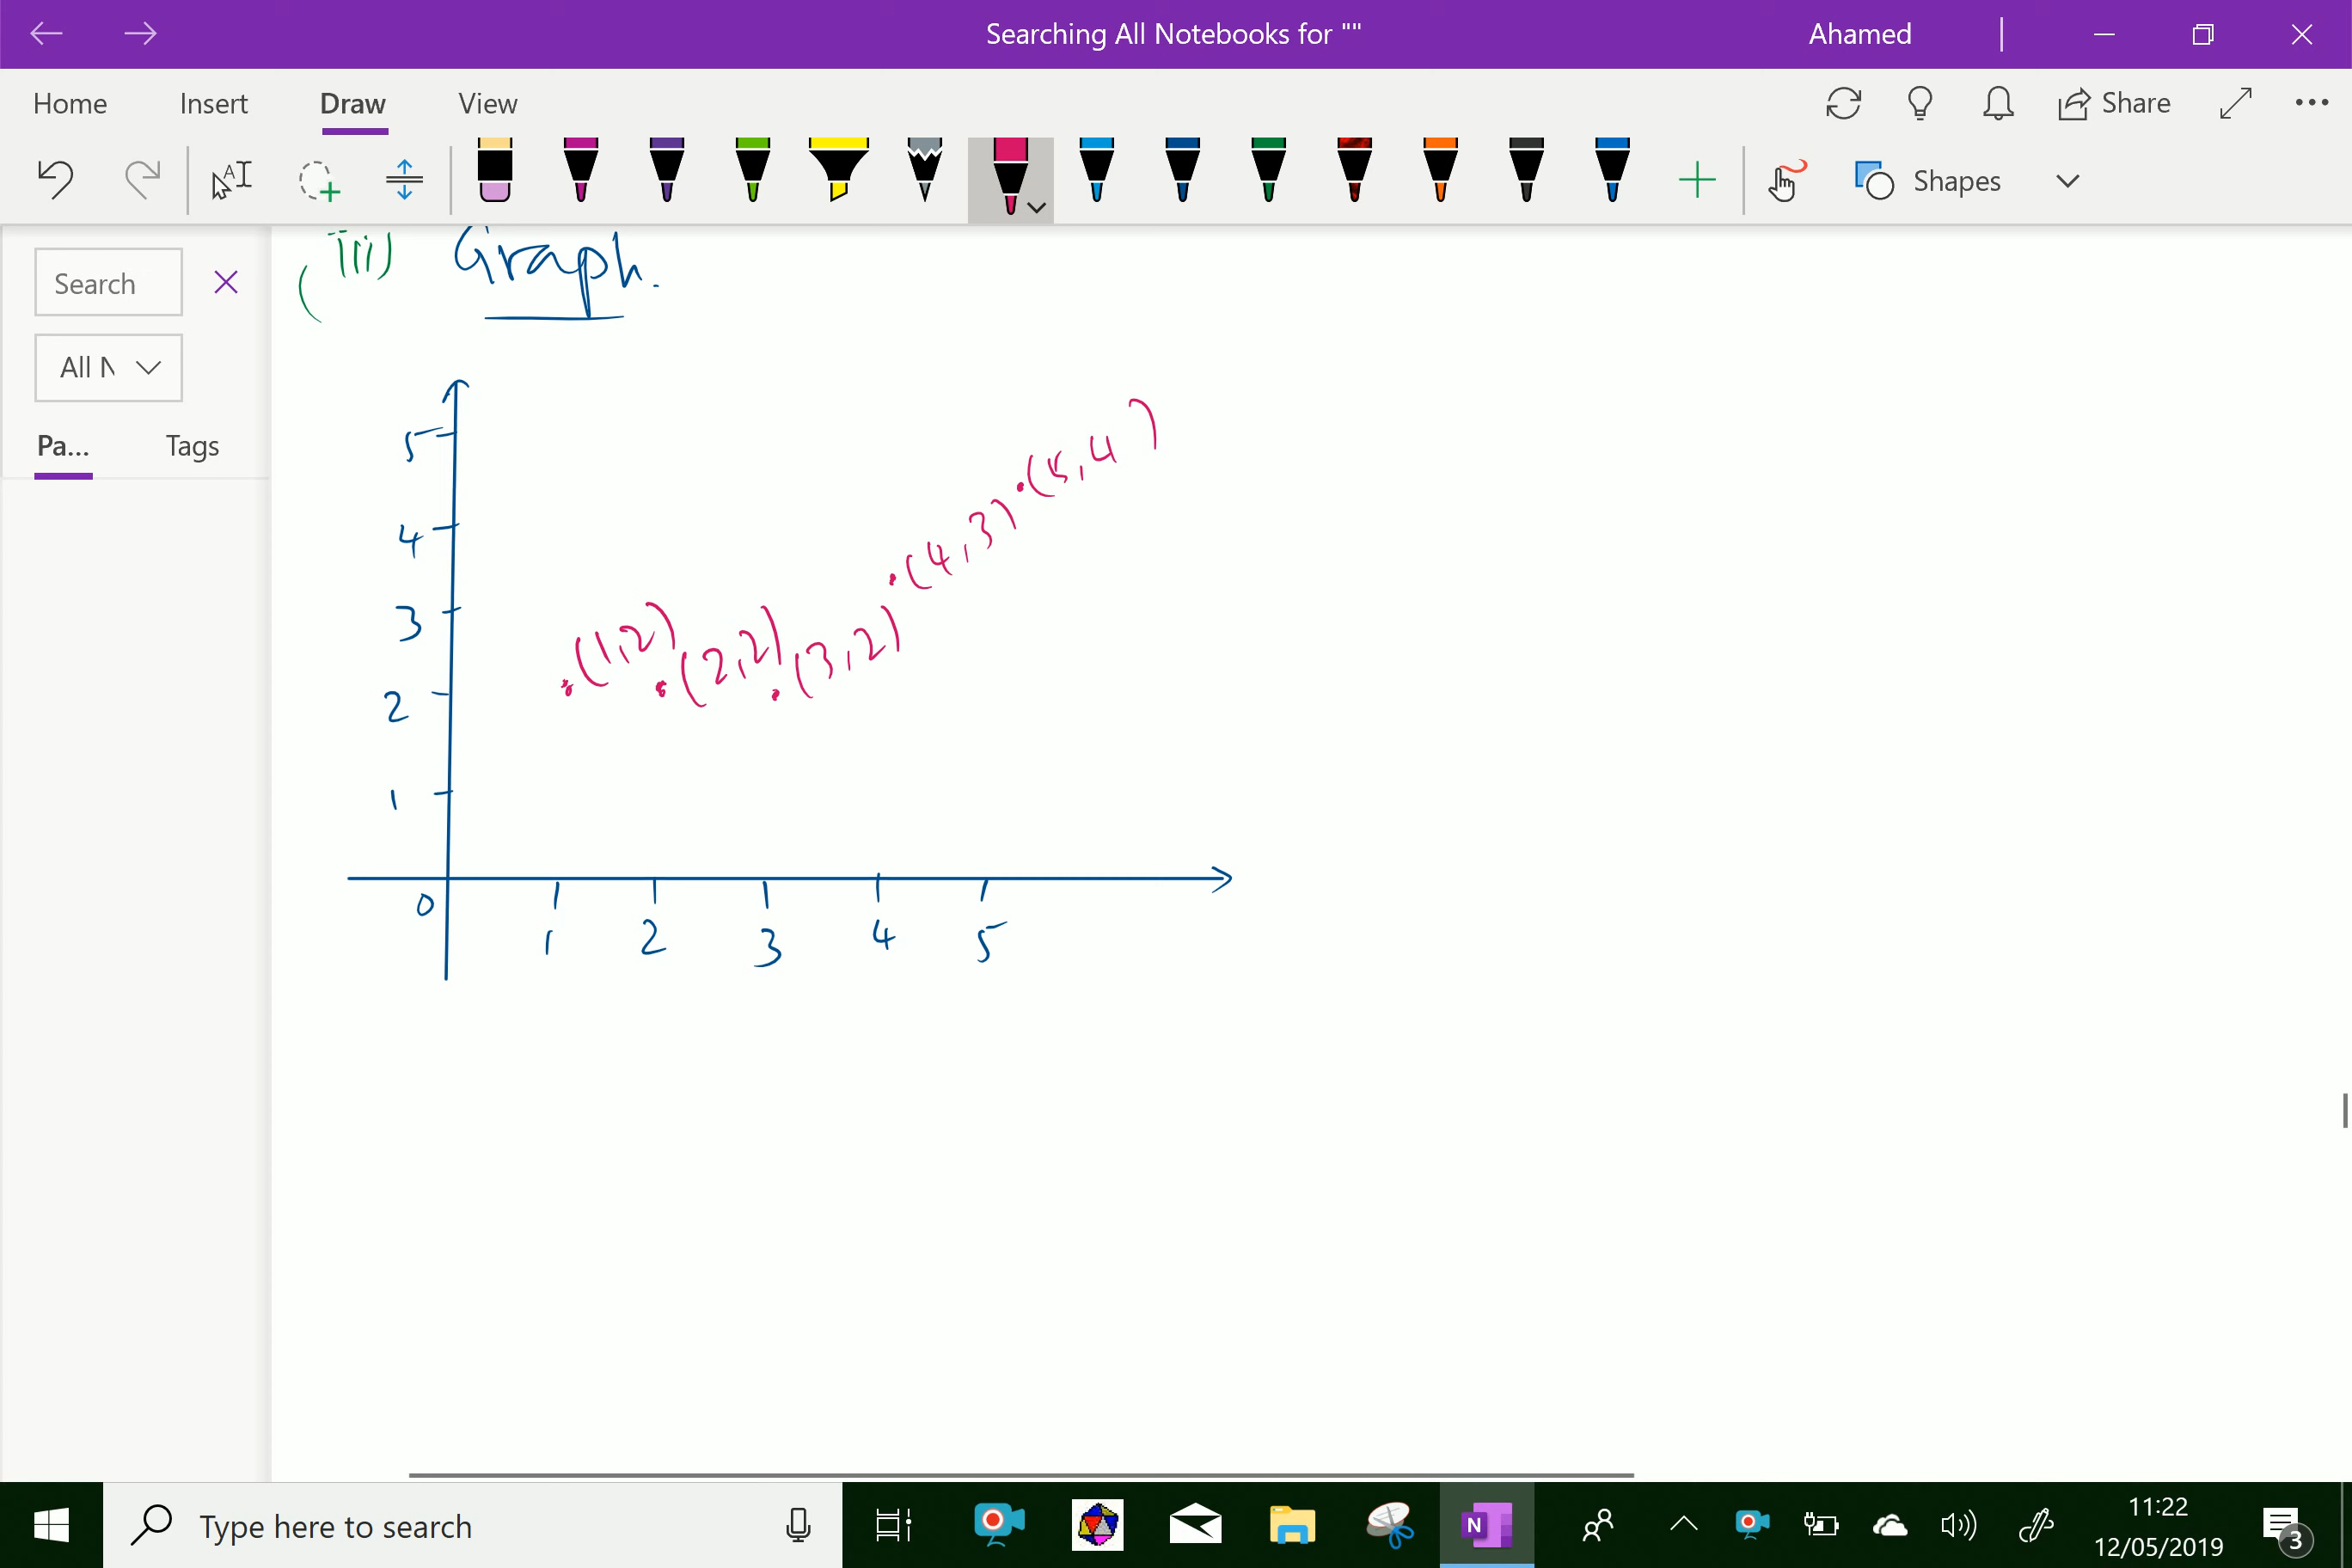 Searching All Notebooks for ""
Ahamed
Home Insert Draw View
Share
Shapes
Search
All N
Pa... Tags
(iii) Graph.
5
4
3
2
1
0
1 2 3 4 5
(1,2)
(2,2)
(3,2)
(4,3)
(5,4)
Type here to search
N
11:22
12/05/2019
3